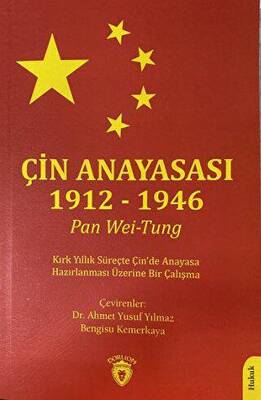 ÇİN ANAYASASI
1912 - 1946
Pan Wei-Tung
Kırk Yıllık Süreçte Çin'de Anayasa
Hazırlanması Üzerine Bir Çalışma
Çevirenler:
Dr. Ahmet Yusuf Yılmaz
Bengisu Kemerkaya
DORLION
Hukuk